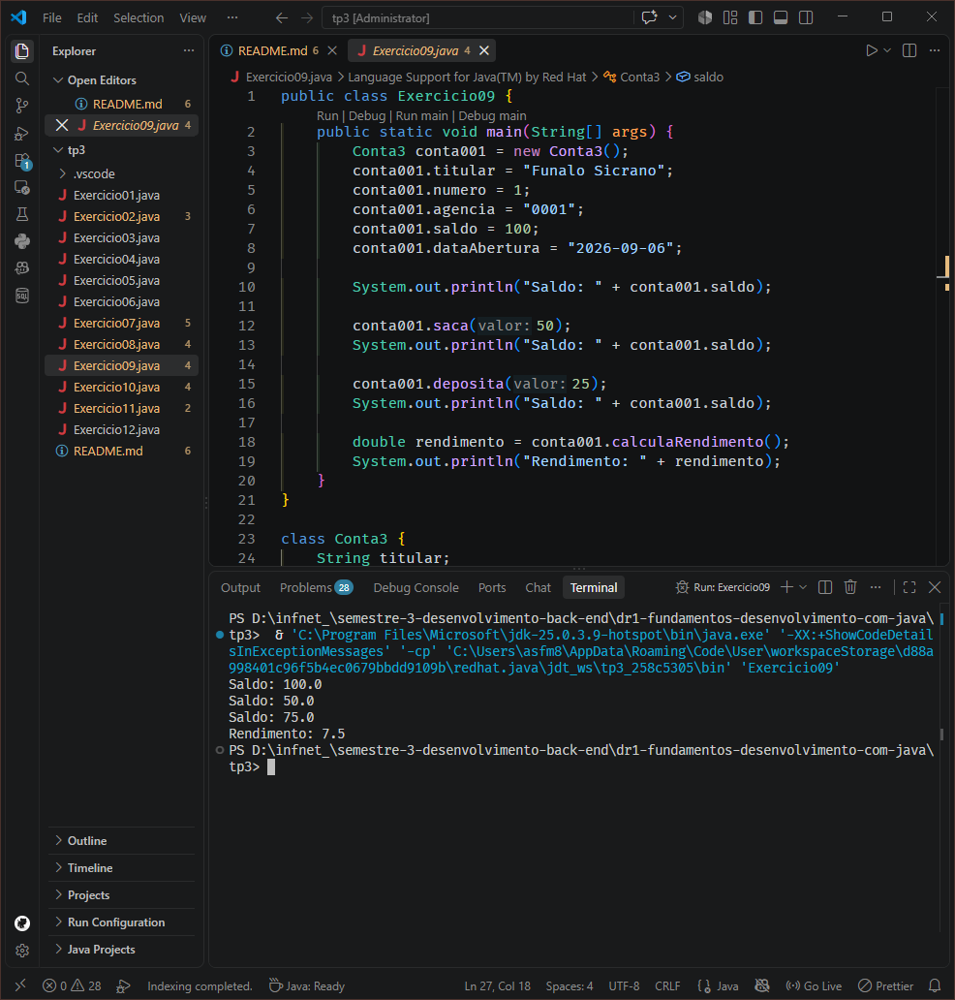 File Edit Selection View ··· tp3 [Administrator]
Explorer ···
Open Editors
README.md 6
Exercicio09.java 4
tp3
.vscode
Exercicio01.java
Exercicio02.java 3
Exercicio03.java
Exercicio04.java
Exercicio05.java
Exercicio06.java
Exercicio07.java 5
Exercicio08.java 4
Exercicio09.java 4
Exercicio10.java 4
Exercicio11.java 2
Exercicio12.java
README.md 6
Outline
Timeline
Projects
Run Configuration
Java Projects
1
SQL
README.md 6 Exercicio09.java 4
Exercicio09.java > Language Support for Java(TM) by Red Hat > Conta3 > saldo
1 public class Exercicio09 {
Run | Debug | Run main | Debug main
2 public static void main(String[] args) {
3 Conta3 conta001 = new Conta3();
4 conta001.titular = "Funalo Sicrano";
5 conta001.numero = 1;
6 conta001.agencia = "0001";
7 conta001.saldo = 100;
8 conta001.dataAbertura = "2026-09-06";
9
10 System.out.println("Saldo: " + conta001.saldo);
11
12 conta001.saca(valor: 50);
13 System.out.println("Saldo: " + conta001.saldo);
14
15 conta001.deposita(valor: 25);
16 System.out.println("Saldo: " + conta001.saldo);
17
18 double rendimento = conta001.calculaRendimento();
19 System.out.println("Rendimento: " + rendimento);
20 }
21 }
22
23 class Conta3 {
24 String titular;
Output Problems 28 Debug Console Ports Chat Terminal Run: Exercicio09
PS D:\infnet_\semestre-3-desenvolvimento-back-end\dr1-fundamentos-desenvolvimento-com-java\
tp3> & 'C:\Program Files\Microsoft\jdk-25.0.3.9-hotspot\bin\java.exe' '-XX:+ShowCodeDetail
sInExceptionMessages' '-cp' 'C:\Users\asfm8\AppData\Roaming\Code\User\workspaceStorage\d88a
998401c96f5b4ec0679bbdd9109b\redhat.java\jdt_ws\tp3_258c5305\bin' 'Exercicio09'
Saldo: 100.0
Saldo: 50.0
Saldo: 75.0
Rendimento: 7.5
PS D:\infnet_\semestre-3-desenvolvimento-back-end\dr1-fundamentos-desenvolvimento-com-java\
tp3>
0 28 Indexing completed. Java: Ready Ln 27, Col 18 Spaces: 4 UTF-8 CRLF {} Java Go Live Prettier